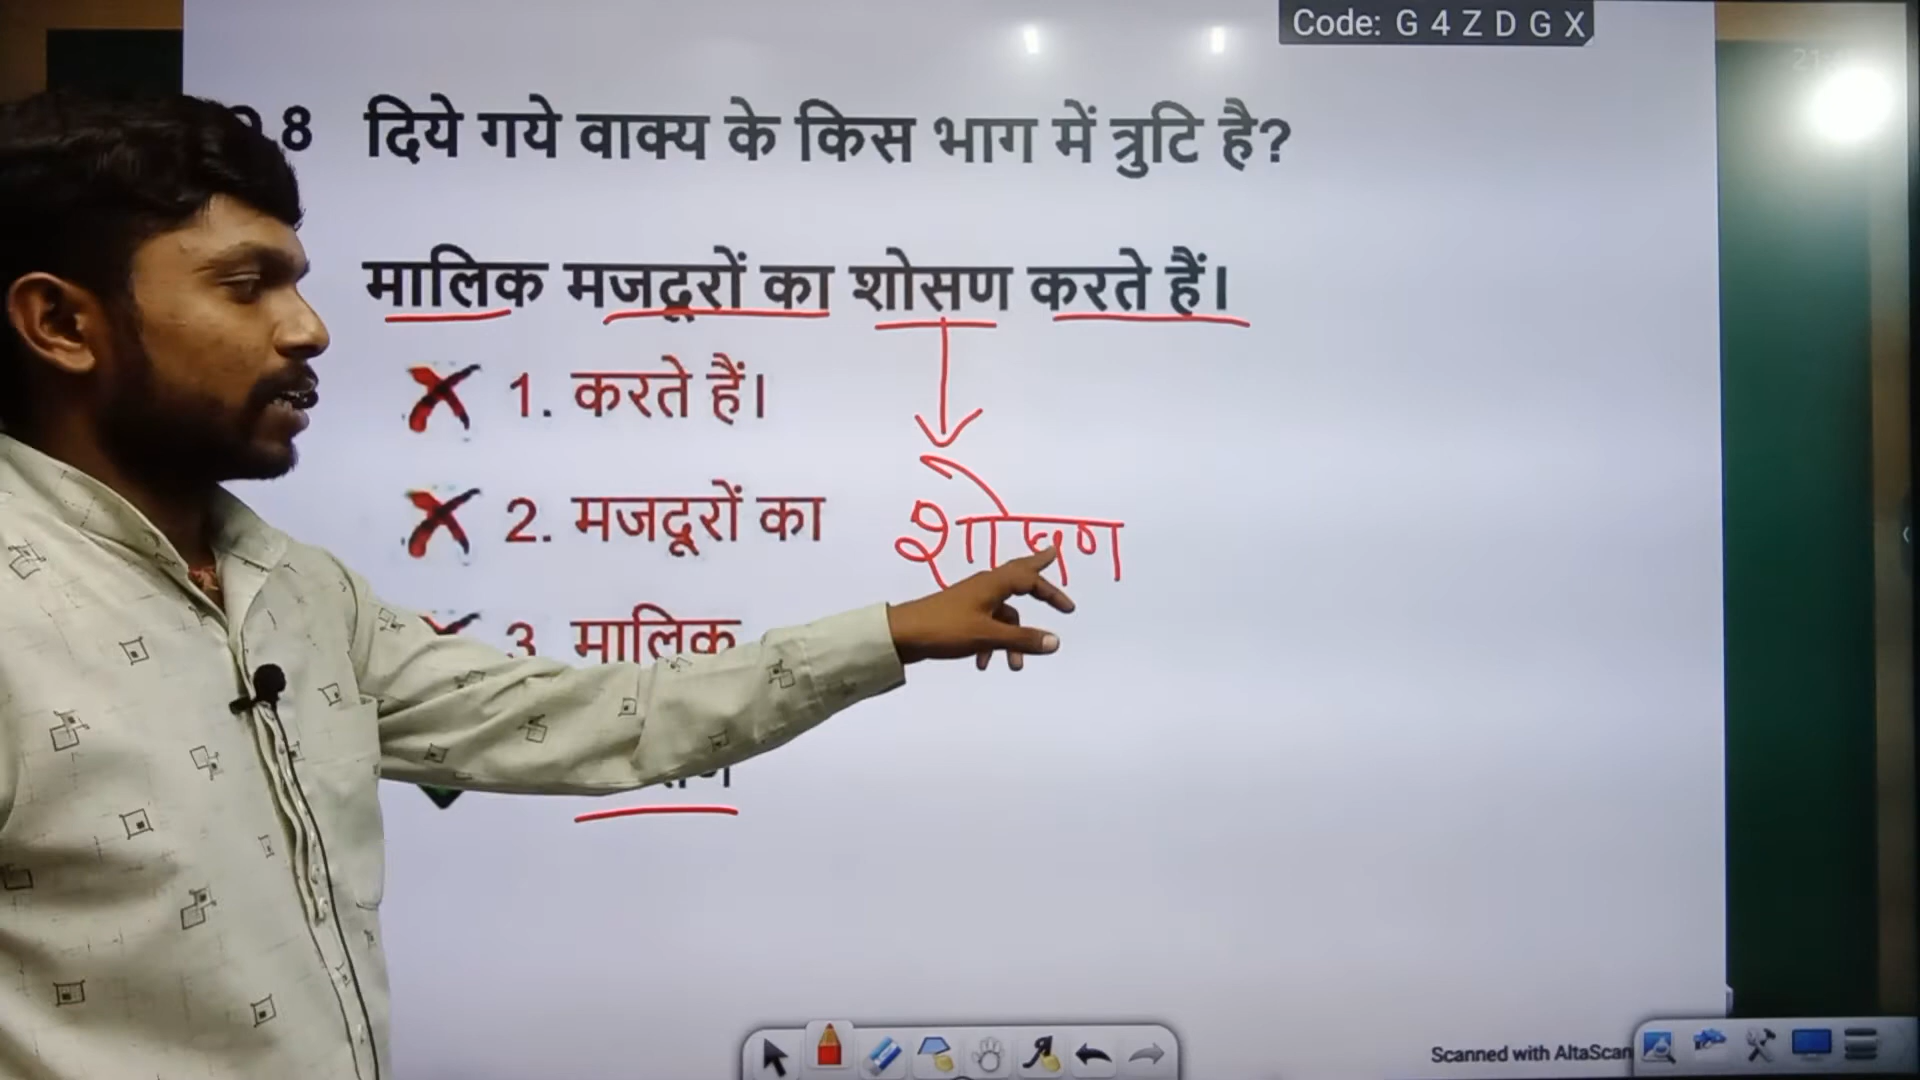 Code: G 4 Z D G X
.8 दिये गये वाक्य के किस भाग में त्रुटि है?
मालिक मजदूरों का शोसण करते हैं।
1. करते हैं।
2. मजदूरों का
शोषण
3. मालिक
Scanned with AltaScan